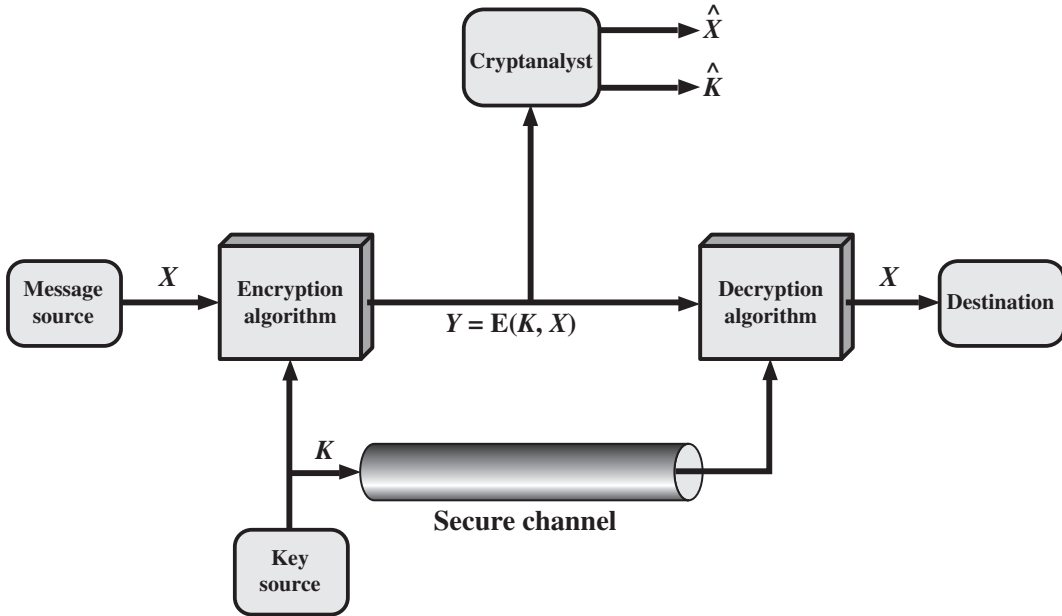 Cryptanalyst
X̂
K̂
Message
source
X
Encryption
algorithm
Y = E(K, X)
Decryption
algorithm
X
Destination
K
Secure channel
Key
source